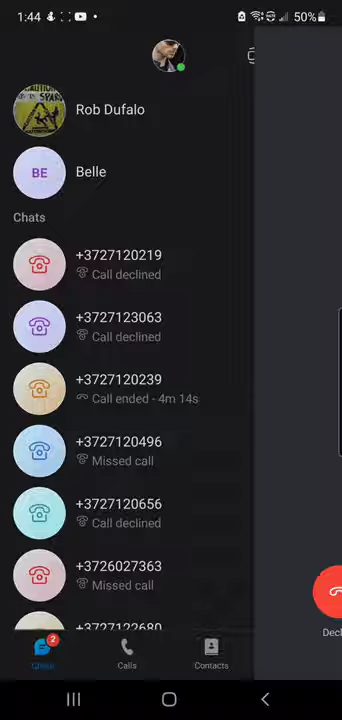 1:44
50%
Rob Dufalo
BE
Belle
Chats
+3727120219
Call declined
+3727123063
Call declined
+3727120239
Call ended - 4m 14s
+3727120496
Missed call
+3727120656
Call declined
+3726027363
Missed call
+3727122680
2
Chats
Calls
Contacts
Decl